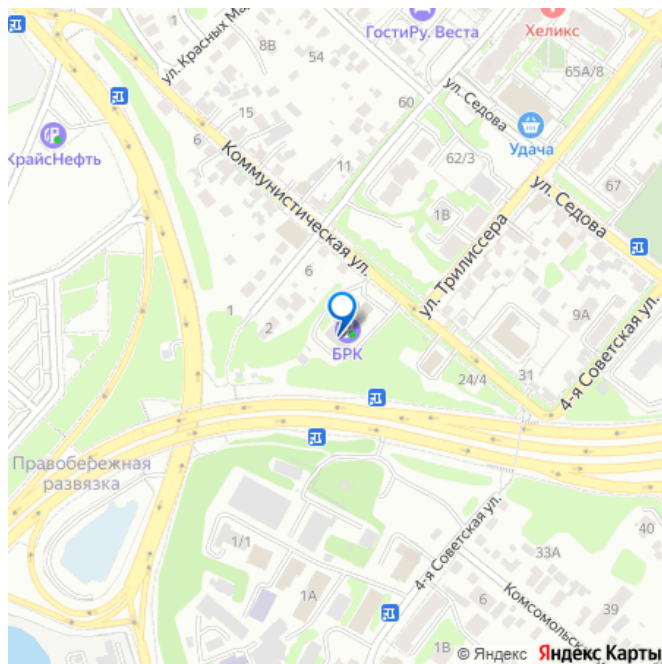 ГостиРу. Веста
Хеликс
ул. Красных Ма
1
8В
54
65А/8
ул. Седова
60
КрайсНефть
15
6
Удача
Коммунистическая ул.
11
62/3
67
1В
ул. Седова
ул. Трилиссера
6
1
2
9А
БРК
31
24/4
4-я Советская ул.
Правобережная
развязка
1/1
4-я Советская ул.
33А
40
1А
Комсомольск
6
39
1В
© Яндекс Яндекс Карты